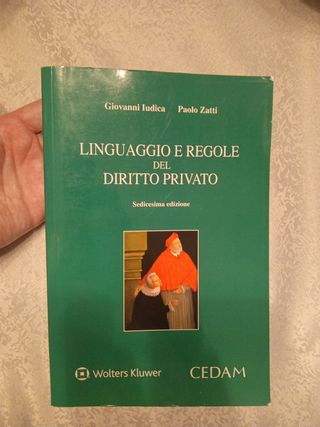 Giovanni Iudica Paolo Zatti
LINGUAGGIO E REGOLE
DEL
DIRITTO PRIVATO
Sedicesima edizione
Wolters Kluwer CEDAM